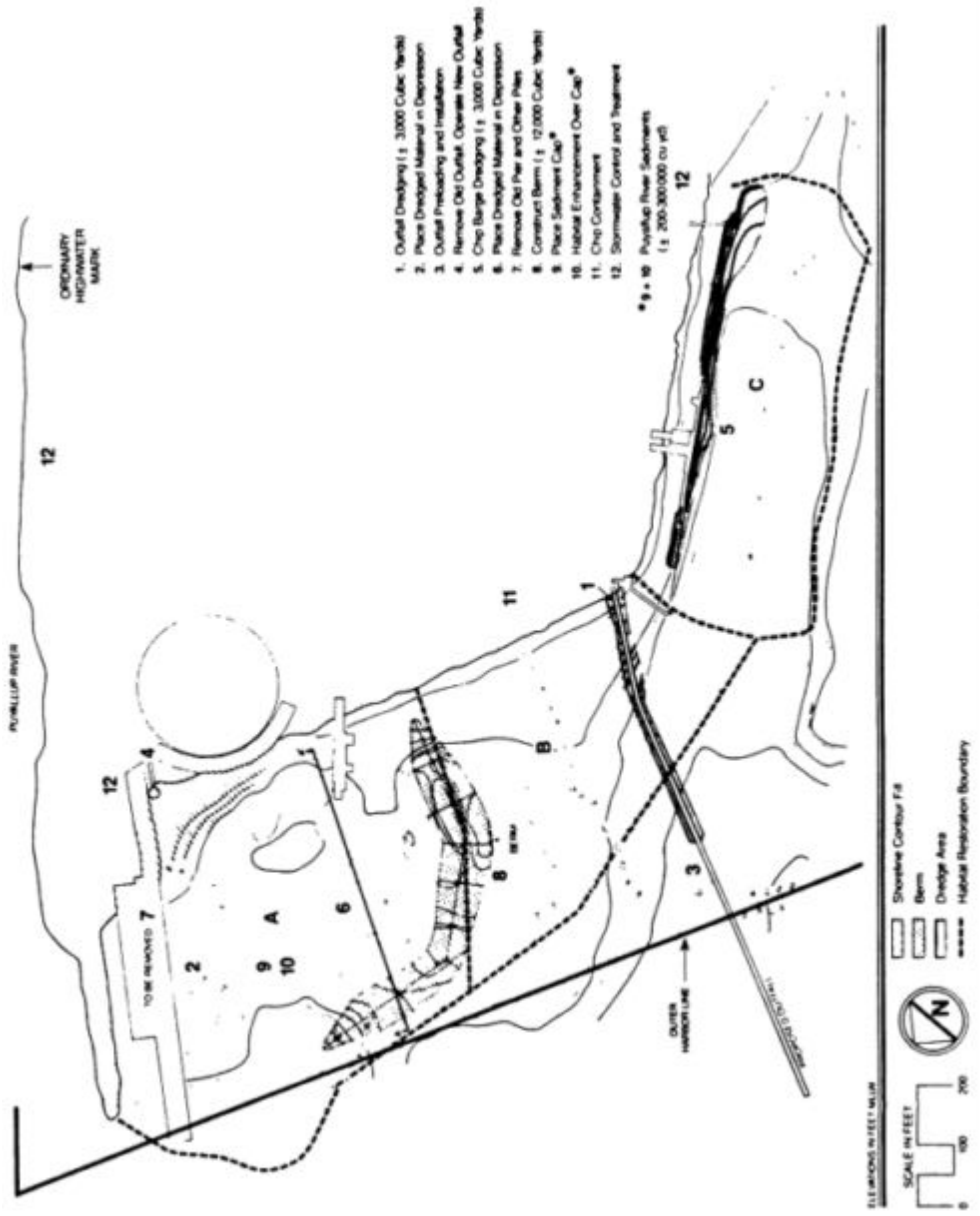 PUYALLUP RIVER
ORDINARY
HIGHWATER
MARK
12
12
4
TO BE REMOVED 7
2
A
9
10
6
11
BERM
8
B
1
3
OUTER
HARBOR LINE
PROPOSED OUTFALL
5
C
12
1. Outfall Dredging (± 3,000 Cubic Yards)
2. Place Dredged Material in Depression
3. Outfall Preloading and Installation
4. Remove Old Outfall, Operate New Outfall
5. Chip Barge Dredging (± 3,000 Cubic Yards)
6. Place Dredged Material in Depression
7. Remove Old Pier and Other Piles
8. Construct Berm (± 12,000 Cubic Yards)
9. Place Sediment Cap*
10. Habitat Enhancement Over Cap*
11. Chip Containment
12. Stormwater Control and Treatment
*9 + 10 Puyallup River Sediments
(± 200-300,000 cu yd)
ELEVATIONS IN FEET MLLW
SCALE IN FEET
0 100 200
N
Shoreline Contour Fill
Berm
Dredge Area
Habitat Restoration Boundary